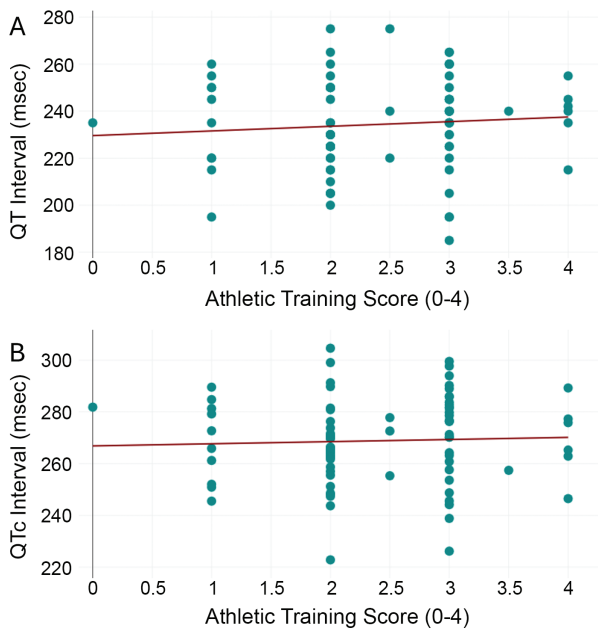 A
QT Interval (msec)
280
260
240
220
200
180
0 0.5 1 1.5 2 2.5 3 3.5 4
Athletic Training Score (0-4)
B
QTc Interval (msec)
300
280
260
240
220
0 0.5 1 1.5 2 2.5 3 3.5 4
Athletic Training Score (0-4)